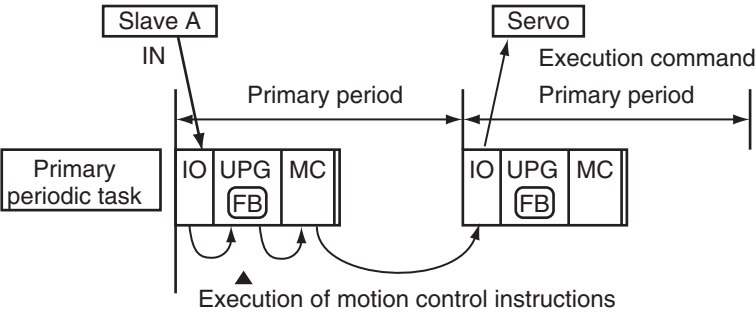 Slave A
Servo
IN
Execution command
Primary period
Primary period
Primary
periodic task
IO UPG MC
FB
IO UPG MC
FB
Execution of motion control instructions